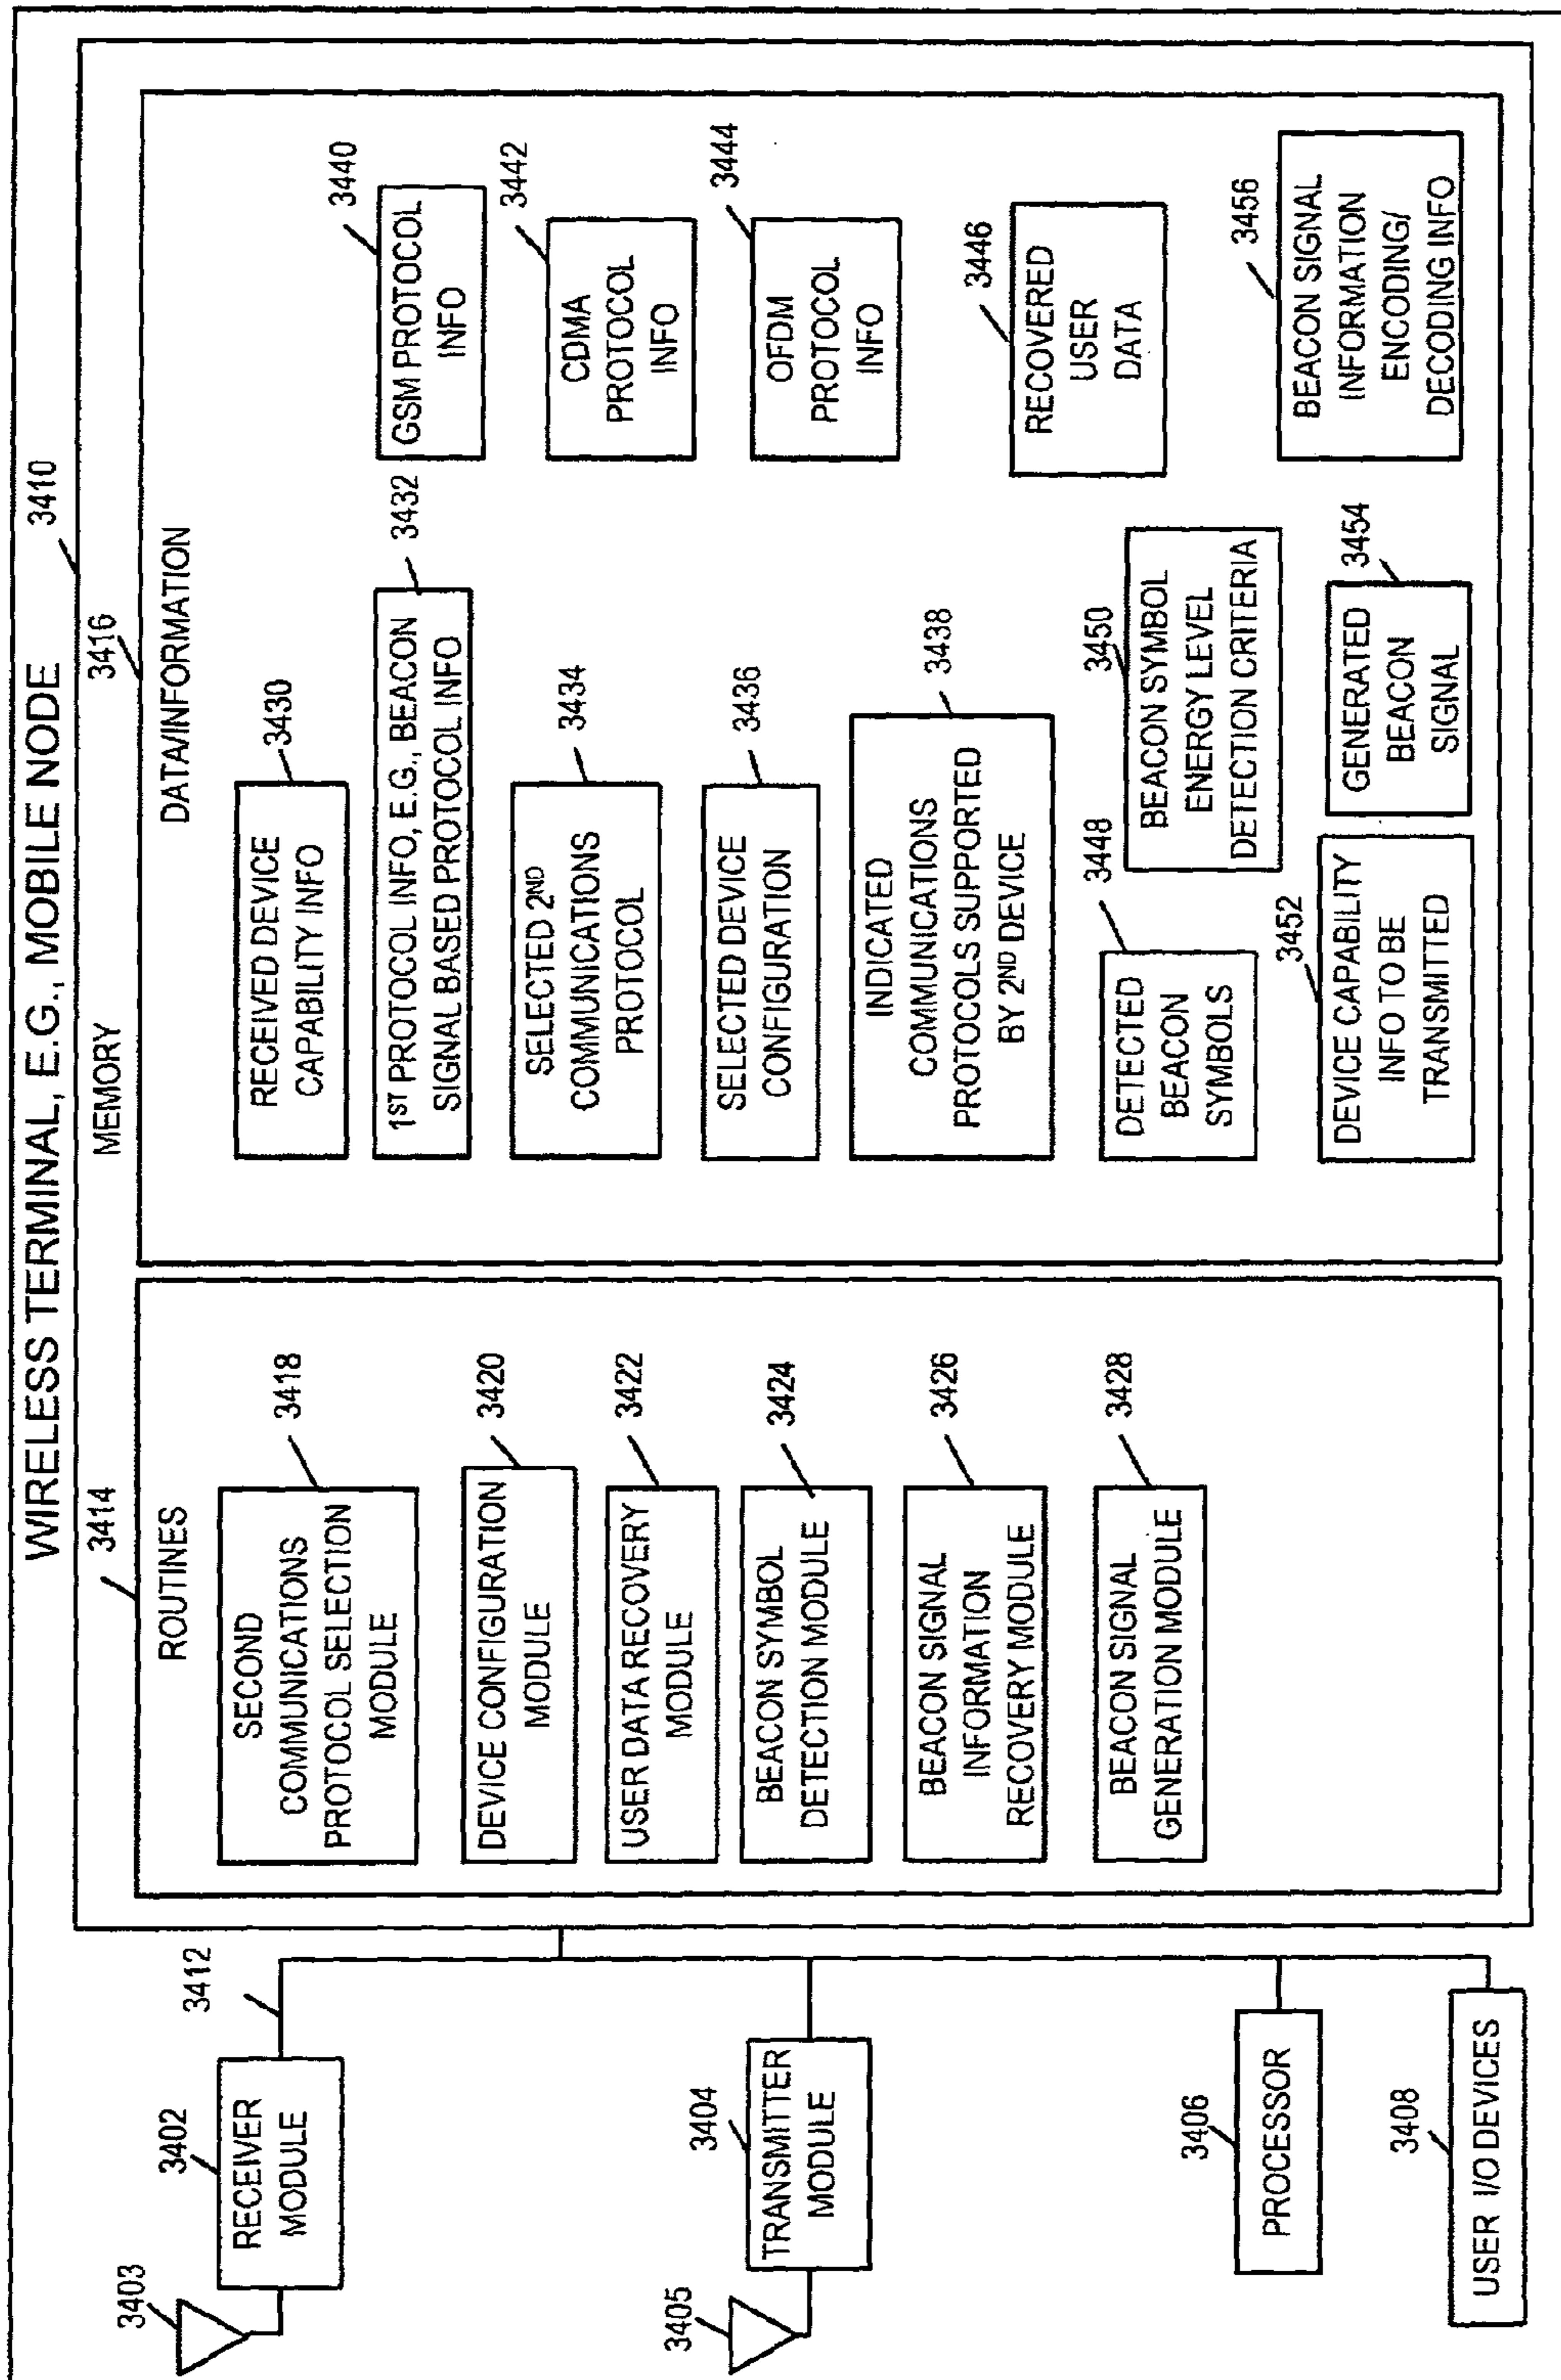 WIRELESS TERMINAL, E.G., MOBILE NODE
3410
3403
3402
RECEIVER
MODULE
3412
3405
3404
TRANSMITTER
MODULE
3406
PROCESSOR
3408
USER I/O DEVICES
MEMORY
3414
ROUTINES
3418
SECOND
COMMUNICATIONS
PROTOCOL SELECTION
MODULE
3420
DEVICE CONFIGURATION
MODULE
3422
USER DATA RECOVERY
MODULE
3424
BEACON SYMBOL
DETECTION MODULE
3426
BEACON SIGNAL
INFORMATION
RECOVERY MODULE
3428
BEACON SIGNAL
GENERATION MODULE
3416
DATA/INFORMATION
3430
RECEIVED DEVICE
CAPABILITY INFO
3432
1ST PROTOCOL INFO, E.G., BEACON
SIGNAL BASED PROTOCOL INFO
3434
SELECTED 2ND
COMMUNICATIONS
PROTOCOL
3436
SELECTED DEVICE
CONFIGURATION
3438
INDICATED
COMMUNICATIONS
PROTOCOLS SUPPORTED
BY 2ND DEVICE
3448
DETECTED
BEACON
SYMBOLS
3450
BEACON SYMBOL
ENERGY LEVEL
DETECTION CRITERIA
3452
DEVICE CAPABILITY
INFO TO BE
TRANSMITTED
3454
GENERATED
BEACON
SIGNAL
3440
GSM PROTOCOL
INFO
3442
CDMA
PROTOCOL
INFO
3444
OFDM
PROTOCOL
INFO
3446
RECOVERED
USER
DATA
3456
BEACON SIGNAL
INFORMATION
ENCODING/
DECODING INFO